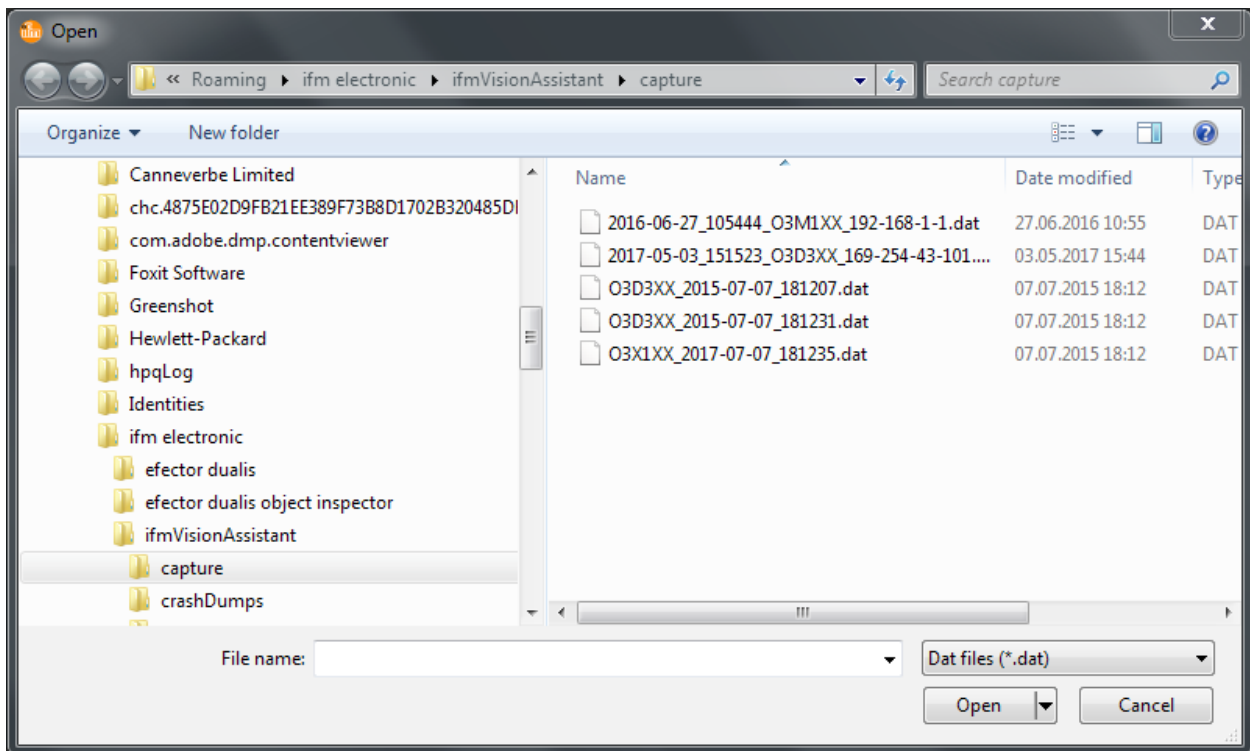 Open
« Roaming ▸ ifm electronic ▸ ifmVisionAssistant ▸ capture
Search capture
Organize
New folder
Canneverbe Limited
chc.4875E02D9FB21EE389F73B8D1702B320485DI
com.adobe.dmp.contentviewer
Foxit Software
Greenshot
Hewlett-Packard
hpqLog
Identities
ifm electronic
efector dualis
efector dualis object inspector
ifmVisionAssistant
capture
crashDumps
Name Date modified Type
2016-06-27_105444_O3M1XX_192-168-1-1.dat 27.06.2016 10:55 DAT
2017-05-03_151523_O3D3XX_169-254-43-101.... 03.05.2017 15:44 DAT
O3D3XX_2015-07-07_181207.dat 07.07.2015 18:12 DAT
O3D3XX_2015-07-07_181231.dat 07.07.2015 18:12 DAT
O3X1XX_2017-07-07_181235.dat 07.07.2015 18:12 DAT
File name:
Dat files (*.dat)
Open
Cancel